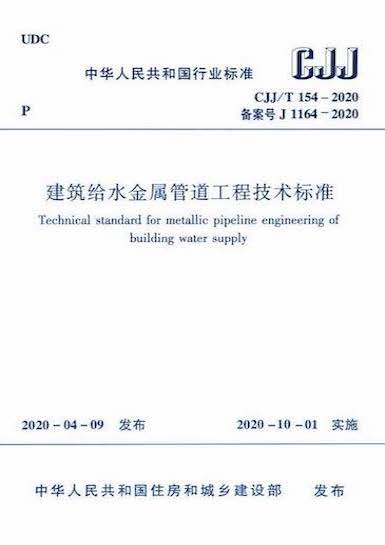 UDC
中华人民共和国行业标准 CJJ
CJJ/T 154-2020
P 备案号 J 1164-2020
建筑给水金属管道工程技术标准
Technical standard for metallic pipeline engineering of
building water supply
2020-04-09 发布 2020-10-01 实施
中华人民共和国住房和城乡建设部 发布